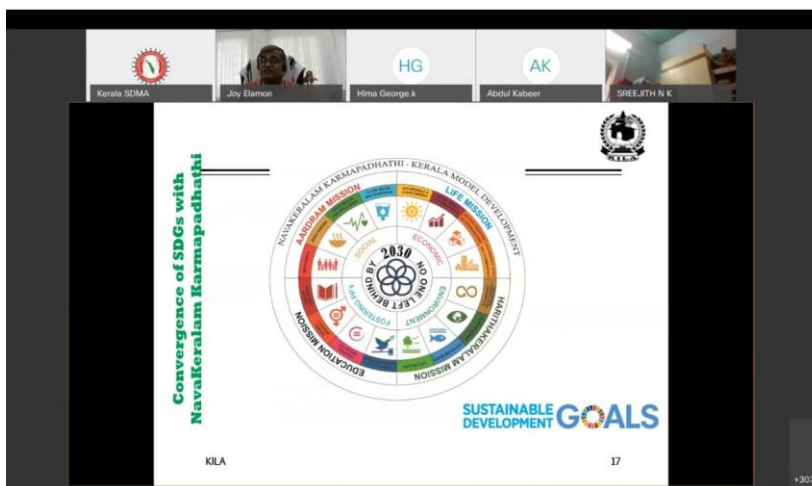 HG
AK
Kerala SDMA
Joy Elamon
Hima George.k
Abdul Kabeer
SREEJITH N K
Convergence of SDGs with
NavaKeralam Karmapadhathi
KILA
NAVAKERALAM KARMAPADHATHI - KERALA MODEL DEVELOPMENT
AARDRAM MISSION
LIFE MISSION
HARITHAKERALAM MISSION
EDUCATION MISSION
SOCIAL
ECONOMIC
ENVIRONMENT
FOSTERING PIP's
2030
NO ONE LEFT BEHIND BY
SUSTAINABLE
DEVELOPMENT
GOALS
KILA
17